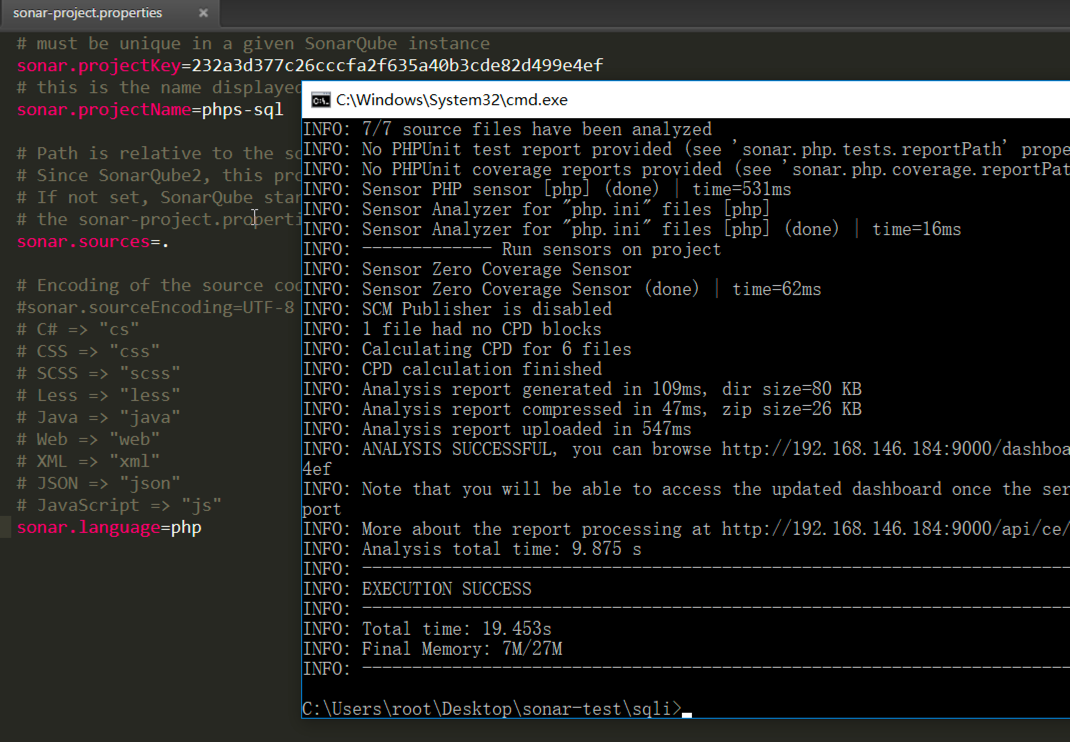 sonar-project.properties ×
# must be unique in a given SonarQube instance
sonar.projectKey=232a3d377c26cccfa2f635a40b3cde82d499e4ef
# this is the name displayed
sonar.projectName=phps-sql
# Path is relative to the so
# Since SonarQube2, this pro
# If not set, SonarQube star
# the sonar-project.properti
sonar.sources=.
# Encoding of the source cod
#sonar.sourceEncoding=UTF-8
# C# => "cs"
# CSS => "css"
# SCSS => "scss"
# Less => "less"
# Java => "java"
# Web => "web"
# XML => "xml"
# JSON => "json"
# JavaScript => "js"
sonar.language=php
C:\Windows\System32\cmd.exe
INFO: 7/7 source files have been analyzed
INFO: No PHPUnit test report provided (see 'sonar.php.tests.reportPath' prope
INFO: No PHPUnit coverage reports provided (see 'sonar.php.coverage.reportPat
INFO: Sensor PHP sensor [php] (done) | time=531ms
INFO: Sensor Analyzer for "php.ini" files [php]
INFO: Sensor Analyzer for "php.ini" files [php] (done) | time=16ms
INFO: ------------- Run sensors on project
INFO: Sensor Zero Coverage Sensor
INFO: Sensor Zero Coverage Sensor (done) | time=62ms
INFO: SCM Publisher is disabled
INFO: 1 file had no CPD blocks
INFO: Calculating CPD for 6 files
INFO: CPD calculation finished
INFO: Analysis report generated in 109ms, dir size=80 KB
INFO: Analysis report compressed in 47ms, zip size=26 KB
INFO: Analysis report uploaded in 547ms
INFO: ANALYSIS SUCCESSFUL, you can browse http://192.168.146.184:9000/dashboa
4ef
INFO: Note that you will be able to access the updated dashboard once the ser
port
INFO: More about the report processing at http://192.168.146.184:9000/api/ce/
INFO: Analysis total time: 9.875 s
INFO: ------------------------------------------------------------------------
INFO: EXECUTION SUCCESS
INFO: ------------------------------------------------------------------------
INFO: Total time: 19.453s
INFO: Final Memory: 7M/27M
INFO: ------------------------------------------------------------------------
C:\Users\root\Desktop\sonar-test\sqli>